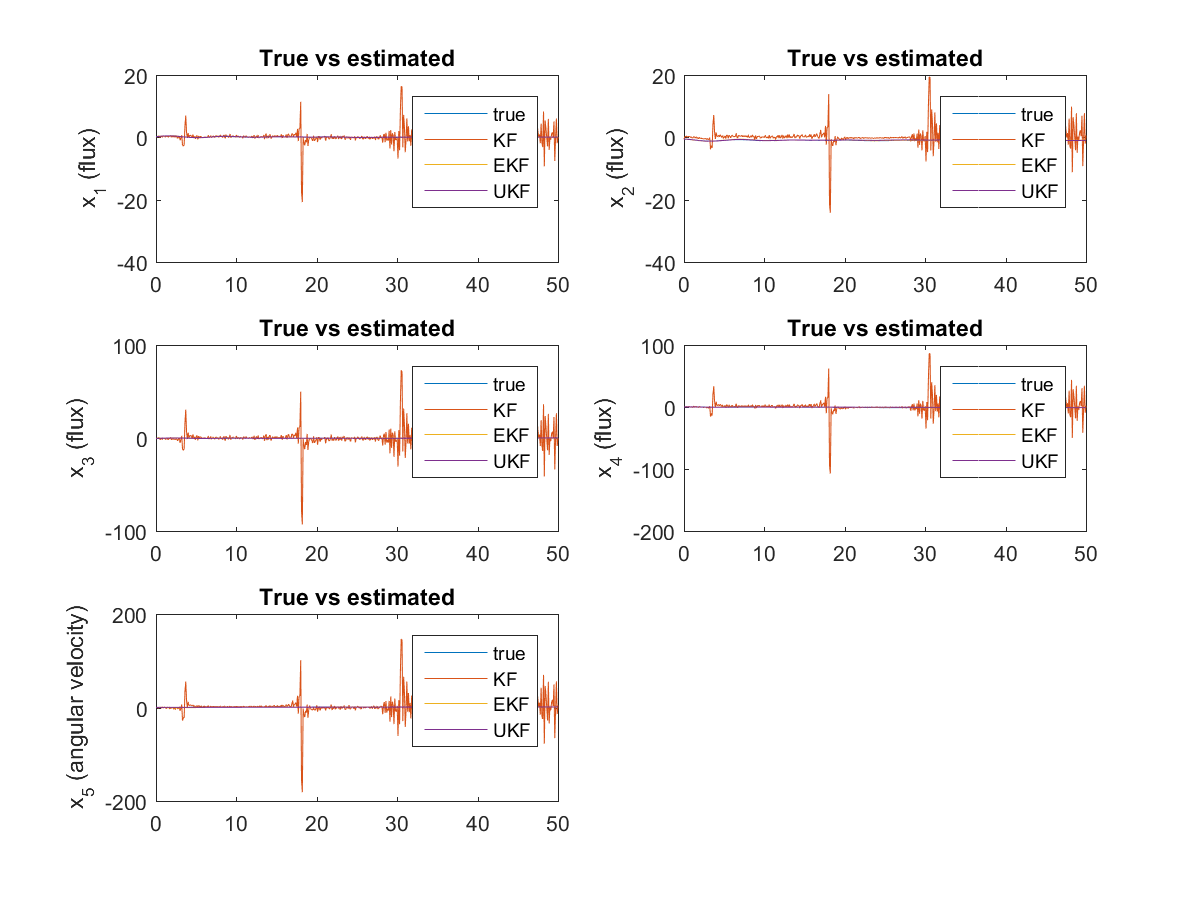 True vs estimated
x1 (flux)
20
0
-20
-40
0 10 20 30 40 50
true
KF
EKF
UKF
True vs estimated
x2 (flux)
20
0
-20
-40
0 10 20 30 40 50
true
KF
EKF
UKF
True vs estimated
x3 (flux)
100
0
-100
0 10 20 30 40 50
true
KF
EKF
UKF
True vs estimated
x4 (flux)
100
0
-100
-200
0 10 20 30 40 50
true
KF
EKF
UKF
True vs estimated
x5 (angular velocity)
200
0
-200
0 10 20 30 40 50
true
KF
EKF
UKF